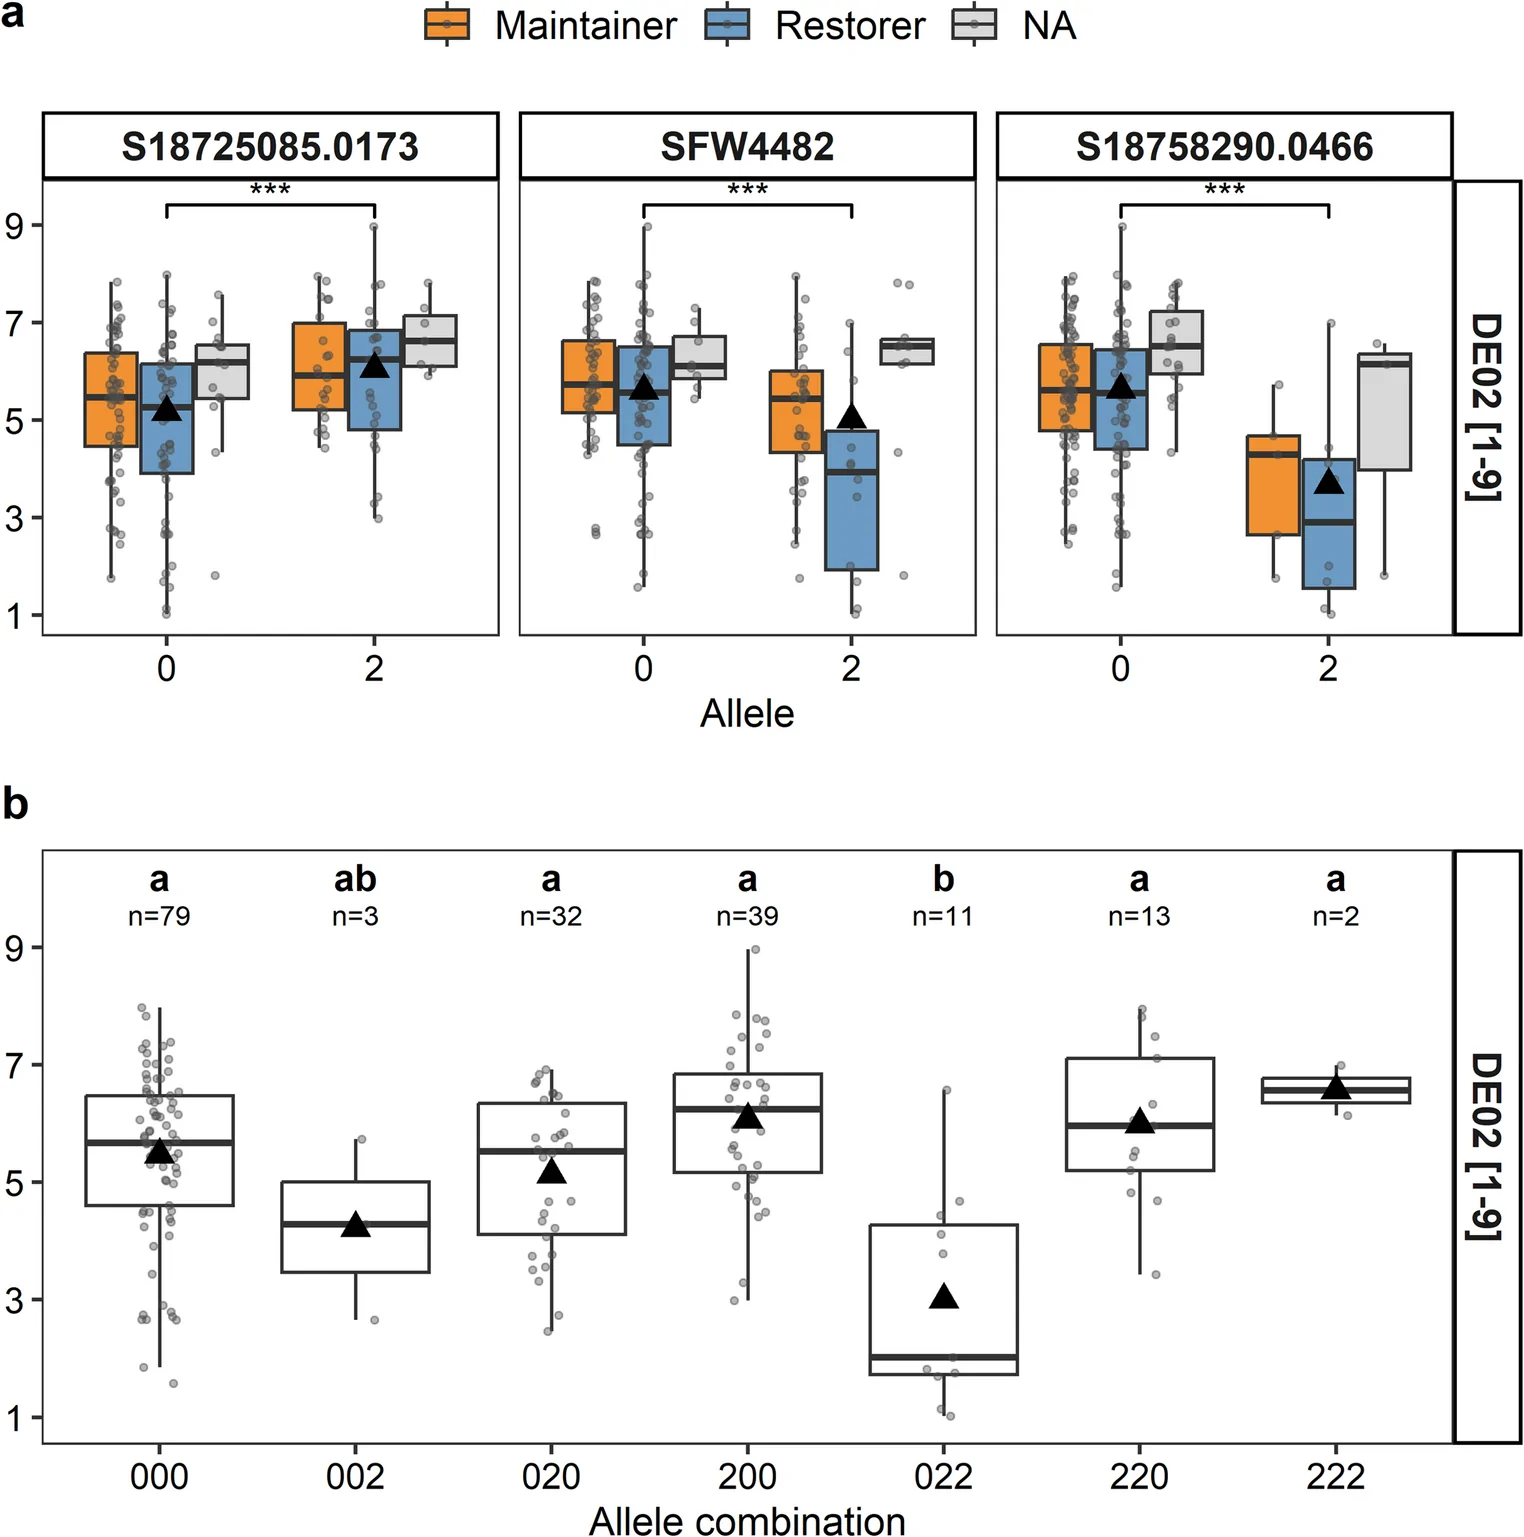 a
Maintainer Restorer NA
S18725085.0173 SFW4482 S18758290.0466
*** *** ***
9
7
5
3
1
DE02 [1-9]
0 2 0 2 0 2
Allele
b
a ab a a b a a
n=79 n=3 n=32 n=39 n=11 n=13 n=2
9
7
5
3
1
DE02 [1-9]
000 002 020 200 022 220 222
Allele combination